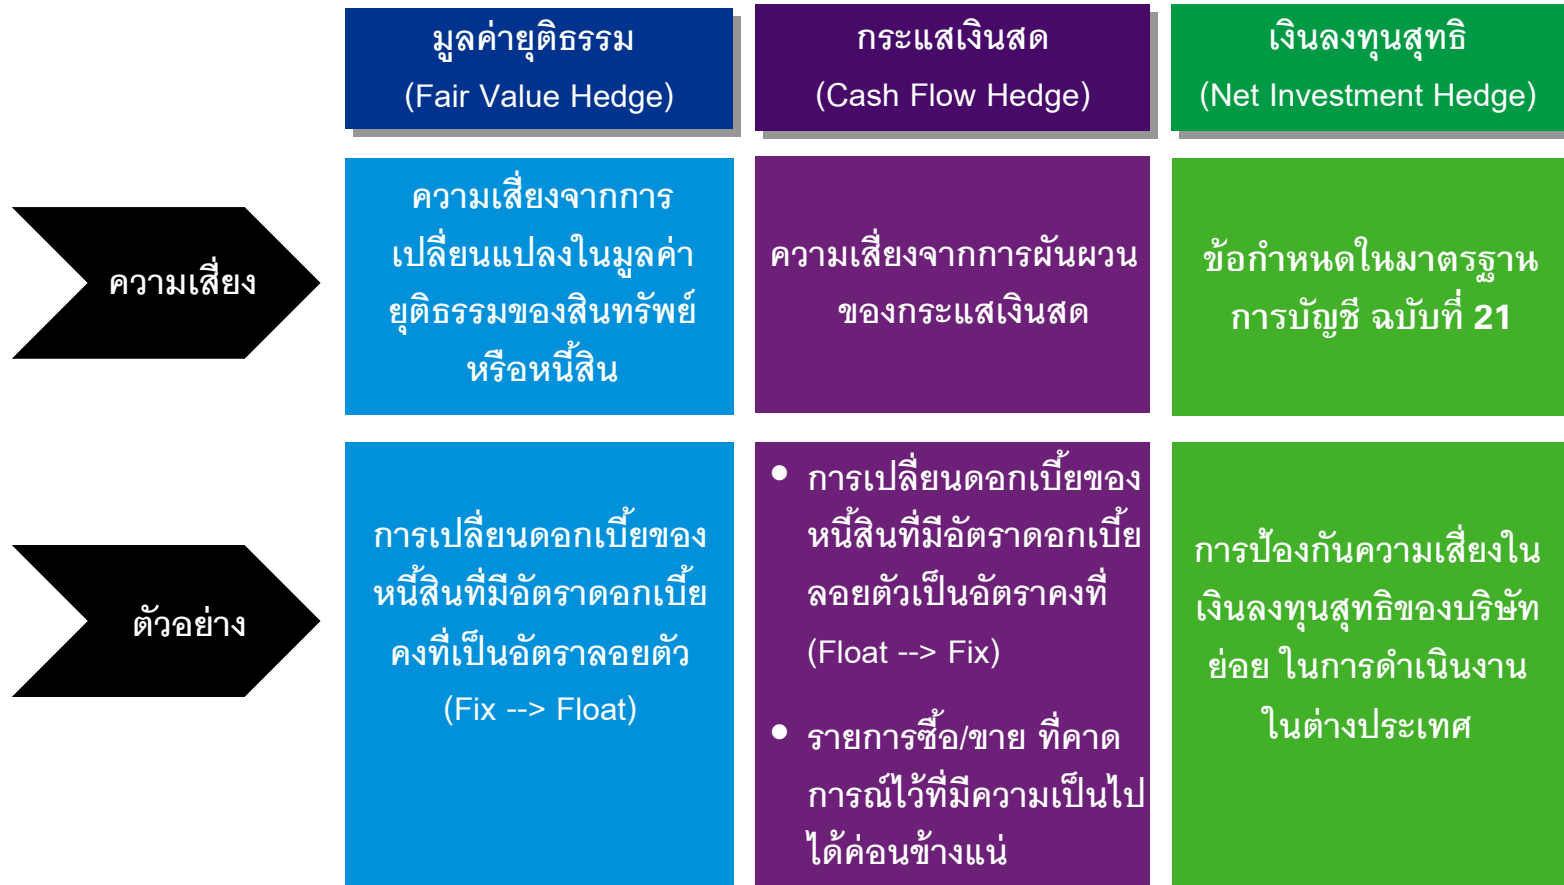 มูลค่ายุติธรรม
(Fair Value Hedge)
กระแสเงินสด
(Cash Flow Hedge)
เงินลงทุนสุทธิ
(Net Investment Hedge)
ความเสี่ยง
ความเสี่ยงจากการ
เปลี่ยนแปลงในมูลค่า
ยุติธรรมของสินทรัพย์
หรือหนี้สิน
ความเสี่ยงจากการผันผวน
ของกระแสเงินสด
ข้อกำหนดในมาตรฐาน
การบัญชี ฉบับที่ 21
ตัวอย่าง
การเปลี่ยนดอกเบี้ยของ
หนี้สินที่มีอัตราดอกเบี้ย
คงที่เป็นอัตราลอยตัว
(Fix --> Float)
• การเปลี่ยนดอกเบี้ยของ
หนี้สินที่มีอัตราดอกเบี้ย
ลอยตัวเป็นอัตราคงที่
(Float --> Fix)
• รายการซื้อ/ขาย ที่คาด
การณ์ไว้ที่มีความเป็นไป
ได้ค่อนข้างแน่
การป้องกันความเสี่ยงใน
เงินลงทุนสุทธิของบริษัท
ย่อย ในการดำเนินงาน
ในต่างประเทศ